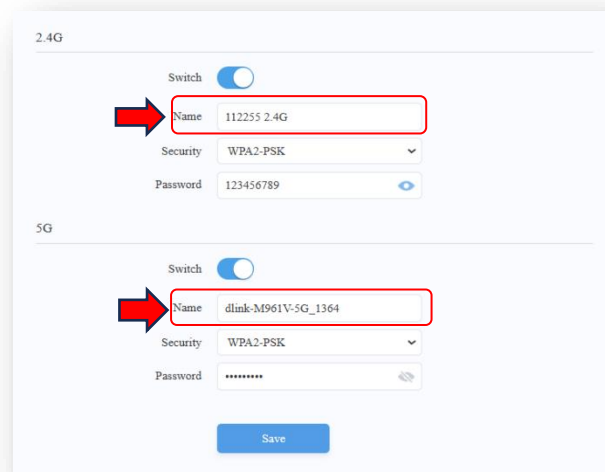 2.4G
Switch
Name 112255 2.4G
Security WPA2-PSK
Password 123456789
5G
Switch
Name dlink-M961V-5G_1364
Security WPA2-PSK
Password •••••••••
Save